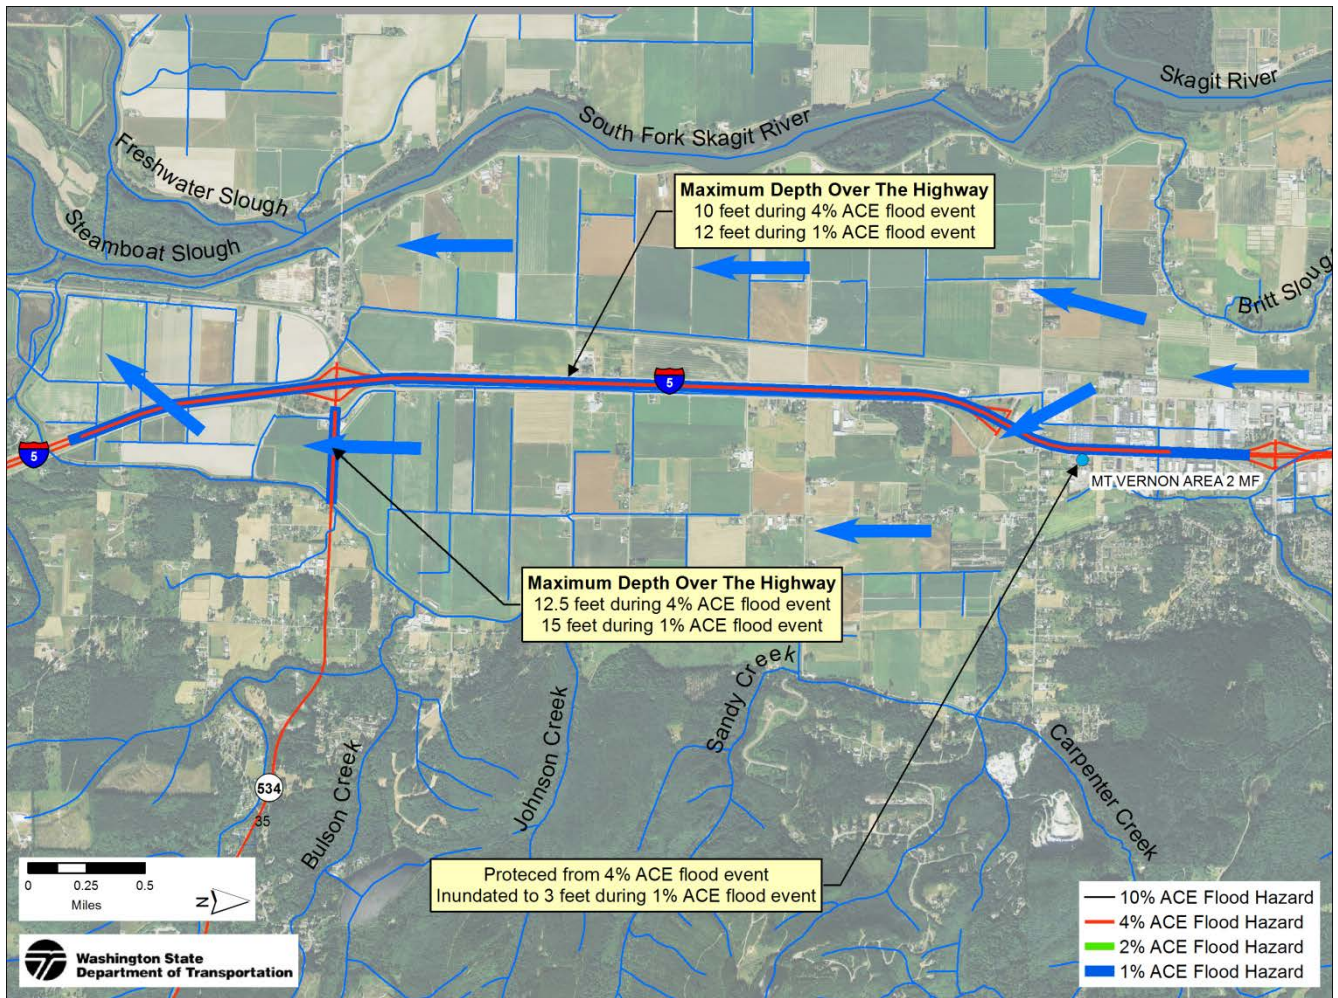 Skagit River
South Fork Skagit River
Freshwater Slough
Steamboat Slough
Britt Sloug
Maximum Depth Over The Highway
10 feet during 4% ACE flood event
12 feet during 1% ACE flood event
5
5
MT VERNON AREA 2 MF
Maximum Depth Over The Highway
12.5 feet during 4% ACE flood event
15 feet during 1% ACE flood event
Sandy Creek
Johnson Creek
Bulson Creek
Carpenter Creek
534
35
Proteced from 4% ACE flood event
Inundated to 3 feet during 1% ACE flood event
0 0.25 0.5
Miles
N
Washington State
Department of Transportation
10% ACE Flood Hazard
4% ACE Flood Hazard
2% ACE Flood Hazard
1% ACE Flood Hazard